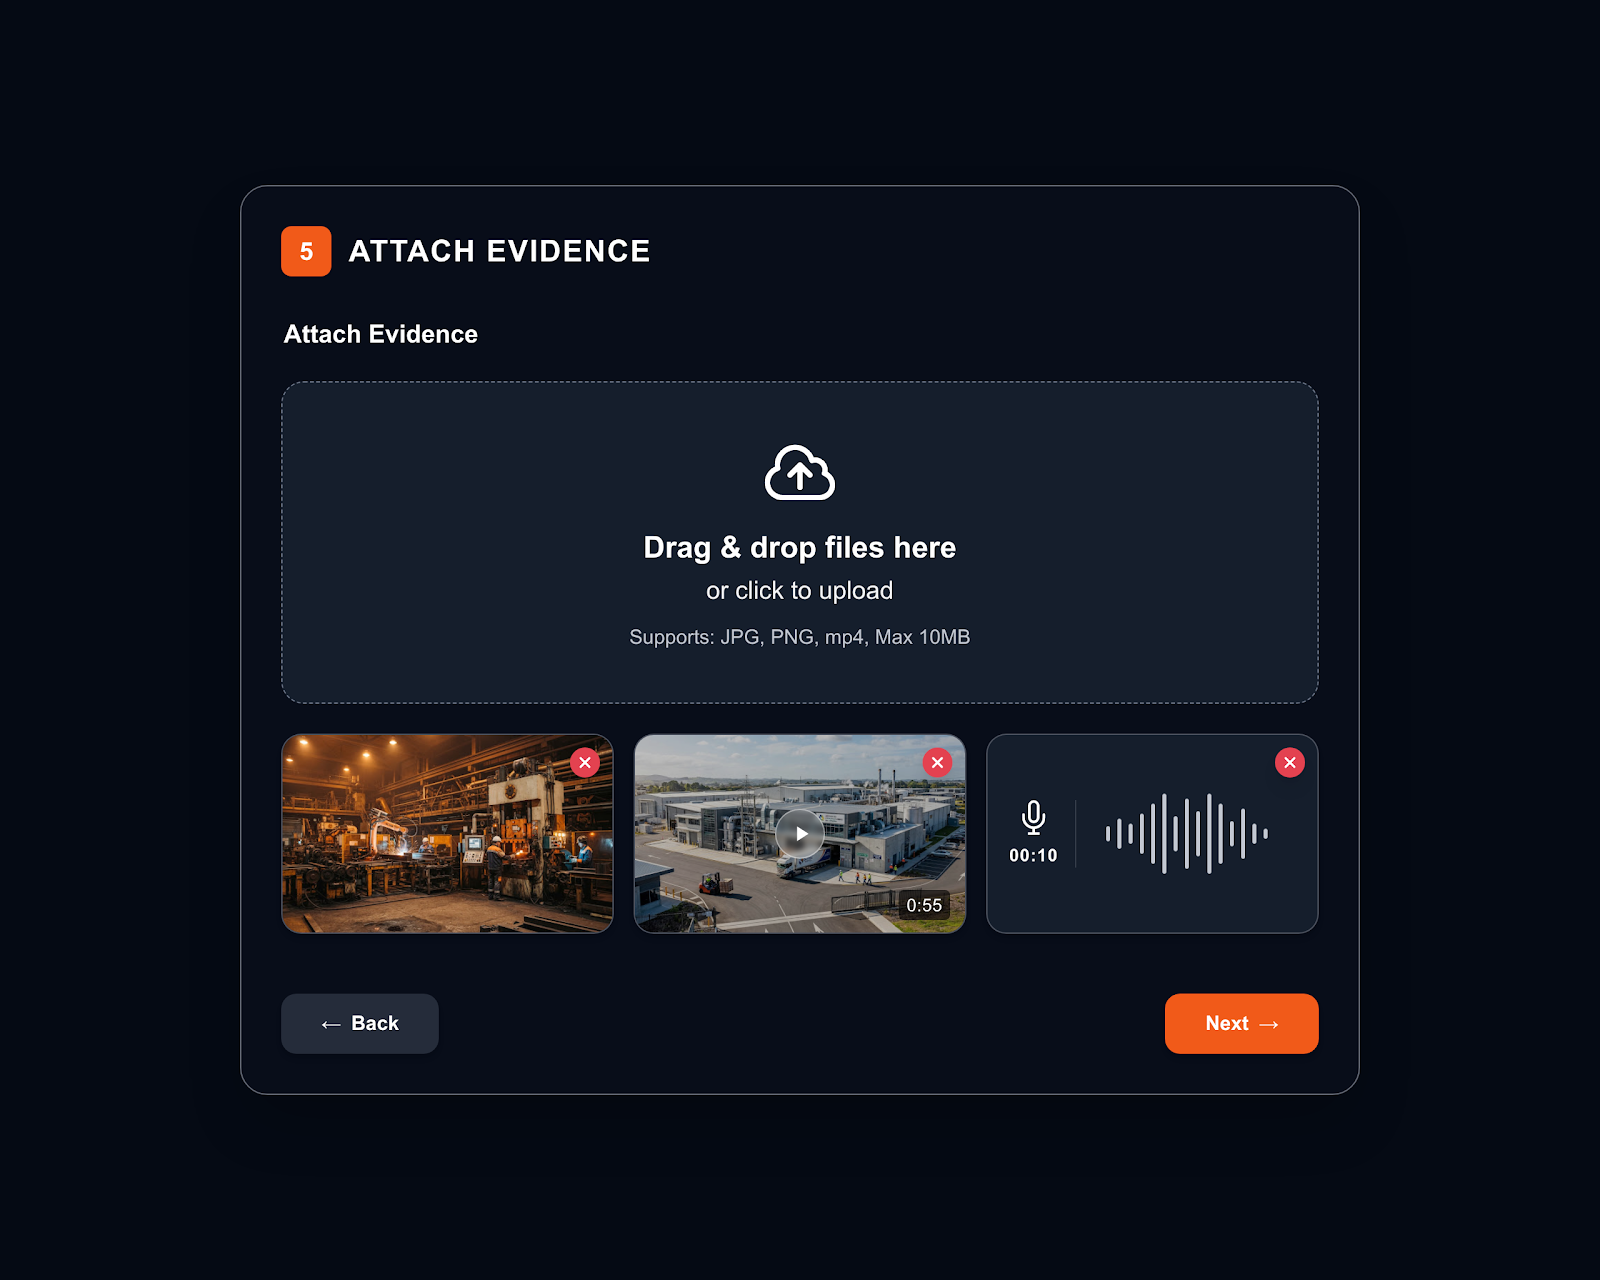 5 ATTACH EVIDENCE
Attach Evidence
Drag & drop files here
or click to upload
Supports: JPG, PNG, mp4, Max 10MB
0:55
00:10
← Back
Next →